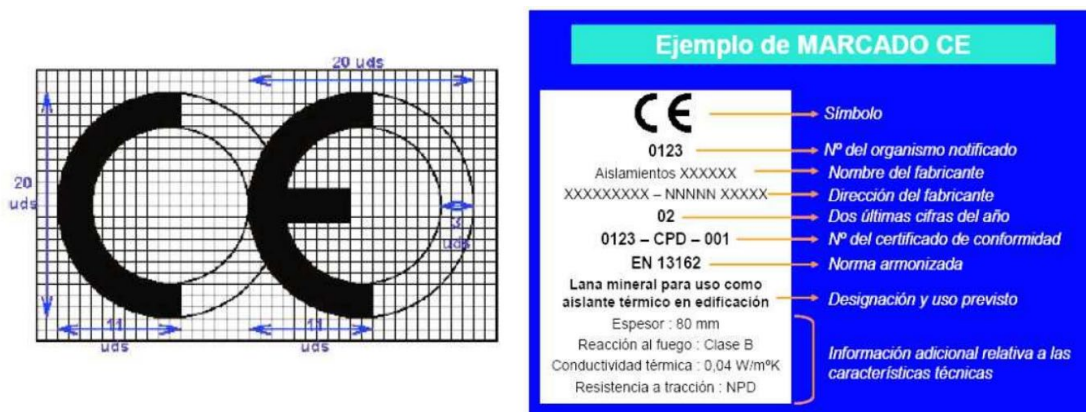 20 uds
20
uds
3
uds
11
uds
11
uds
Ejemplo de MARCADO CE
CE
Símbolo
0123
Nº del organismo notificado
Aislamientos XXXXXX
Nombre del fabricante
XXXXXXXXX – NNNNN XXXXX
Dirección del fabricante
02
Dos últimas cifras del año
0123 – CPD – 001
Nº del certificado de conformidad
EN 13162
Norma armonizada
Lana mineral para uso como
aislante térmico en edificación
Designación y uso previsto
Espesor : 80 mm
Reacción al fuego : Clase B
Conductividad térmica : 0,04 W/mºK
Resistencia a tracción : NPD
Información adicional relativa a las
características técnicas